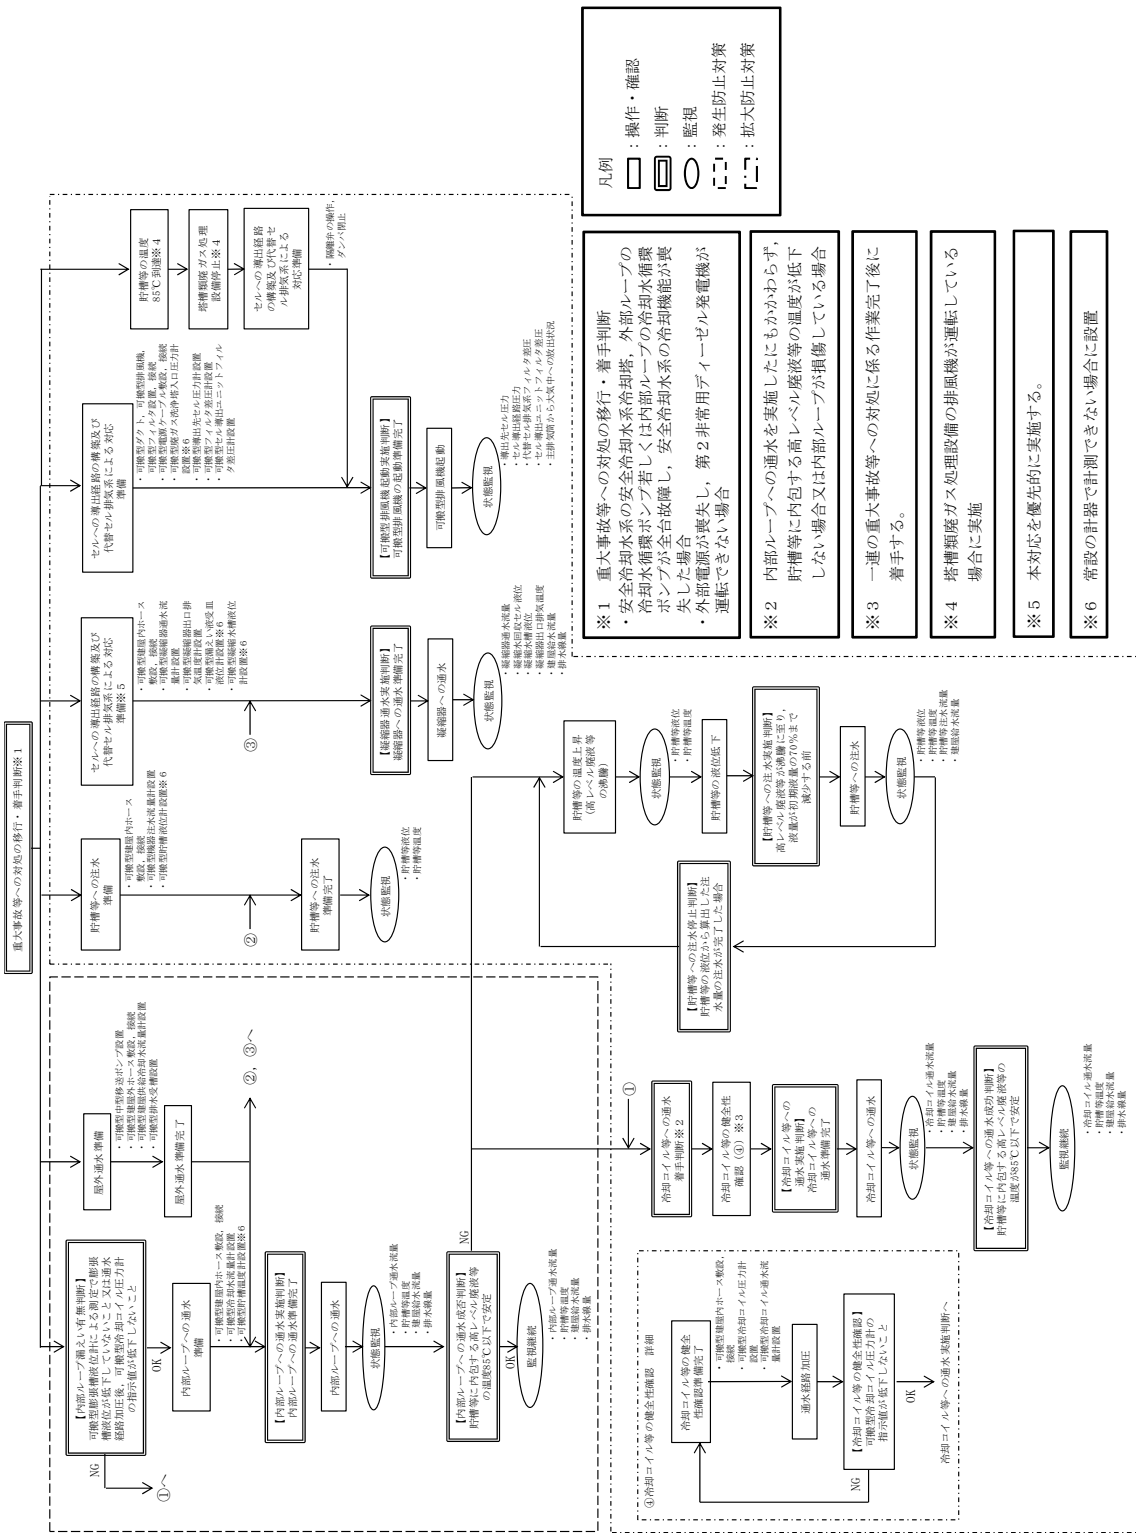 重大事故等への対処の移行・着手判断※1
【内部ループ漏えい有無判断】
可搬型膨張槽液位計による測定で膨張
槽液位が低下していないこと又は通水
経路加圧後，可搬型冷却コイル圧力計
の指示値が低下しないこと
NG
①へ
OK
内部ループへの通水
準備
・可搬型建屋内ホース敷設，接続
・可搬型冷却水流量計設置
・可搬型貯槽温度計設置※6
【内部ループへの通水実施判断】
内部ループへの通水準備完了
内部ループへの通水
状態監視
・内部ループ通水流量
・貯槽等温度
・建屋給水流量
・排水線量
【内部ループへの通水成否判断】
貯槽等に内包する高レベル廃液等
の温度85℃以下で安定
NG
OK
監視継続
・内部ループ通水流量
・貯槽等温度
・建屋給水流量
・排水線量
屋外通水準備
・可搬型中型移送ポンプ設置
・可搬型建屋外ホース敷設，接続
・可搬型建屋供給冷却水流量計設置
・可搬型排水受槽設置
屋外通水準備完了
②，③へ
貯槽等への注水
準備
・可搬型建屋内ホース
敷設，接続
・可搬型機器注水流量計設置
・可搬型貯槽液位計設置※6
②
貯槽等への注水
準備完了
状態監視
・貯槽等液位
・貯槽等温度
セルへの導出経路の構築及び
代替セル排気系による対応
準備※5
・可搬型建屋内ホース
敷設，接続
・可搬型凝縮器通水流
量計設置
・可搬型凝縮器出口排
気温度計設置
・可搬型漏えい液受皿
液位計設置※6
・可搬型凝縮水槽液位
計設置※6
③
【凝縮器通水実施判断】
凝縮器への通水準備完了
凝縮器への通水
状態監視
・凝縮器通水流量
・凝縮水回収セル液位
・凝縮水槽液位
・凝縮器出口排気温度
・建屋給水流量
・排水線量
セルへの導出経路の構築及び
代替セル排気系による対応
準備
・可搬型ダクト，可搬型排風機，
可搬型フィルタ設置，接続
・可搬型電源ケーブル敷設，接続
・可搬型廃ガス洗浄塔入口圧力計
設置※6
・可搬型導出先セル圧力計設置
・可搬型フィルタ差圧計設置
・可搬型セル導出ユニットフィル
タ差圧計設置
【可搬型排風機起動実施判断】
可搬型排風機の起動準備完了
可搬型排風機起動
状態監視
・導出先セル圧力
・セル導出経路圧力
・代替セル排気系フィルタ差圧
・セル導出ユニットフィルタ差圧
・主排気筒から大気中への放出状況
貯槽等の温度
85℃到達※4
塔槽類廃ガス処理
設備停止※4
セルへの導出経路
の構築及び代替セ
ル排気系による
対応準備
・隔離弁の操作，
ダンパ閉止
①
冷却コイル等への通水
着手判断※2
冷却コイル等の健全性
確認（④）※3
【冷却コイル等への
通水実施判断】
冷却コイル等への
通水準備完了
冷却コイル等への通水
状態監視
・冷却コイル通水流量
・貯槽等温度
・建屋給水流量
・排水線量
【冷却コイル等への通水成功判断】
貯槽等に内包する高レベル廃液等の
温度が85℃以下で安定
監視継続
・冷却コイル通水流量
・貯槽等温度
・建屋給水流量
・排水線量
【貯槽等への注水停止判断】
貯槽等の液位から算出した注
水量の注水が完了した場合
貯槽等の温度上昇
（高レベル廃液等
の沸騰）
状態監視
・貯槽等液位
・貯槽等温度
貯槽等の液位低下
【貯槽等への注水実施判断】
高レベル廃液等が沸騰に至り，
液量が初期液量の70%まで
減少する前
貯槽等への注水
状態監視
・貯槽等液位
・貯槽等温度
・貯槽等注水流量
・建屋給水流量
④冷却コイル等の健全性確認　詳細
冷却コイル等の健全
性確認準備完了
・可搬型建屋内ホース敷設，
接続
・可搬型冷却コイル圧力計
設置
・可搬型冷却コイル通水流
量計設置
通水経路加圧
【冷却コイル等の健全性確認】
可搬型冷却コイル圧力計の
指示値が低下しないこと
NG
OK
冷却コイル等への通水実施判断へ
※1　重大事故等への対処の移行・着手判断
・安全冷却水系の安全冷却水系冷却塔，外部ループの
冷却水循環ポンプ若しくは内部ループの冷却水循環
ポンプが全台故障し，安全冷却水系の冷却機能が喪
失した場合
・外部電源が喪失し，第２非常用ディーゼル発電機が
運転できない場合
※2　内部ループへの通水を実施したにもかかわらず，
貯槽等に内包する高レベル廃液等の温度が低下
しない場合又は内部ループが損傷している場合
※3　一連の重大事故等への対処に係る作業完了後に
着手する。
※4　塔槽類廃ガス処理設備の排風機が運転している
場合に実施
※5　本対応を優先的に実施する。
※6　常設の計器で計測できない場合に設置
凡例
：操作・確認
：判断
：監視
：発生防止対策
：拡大防止対策